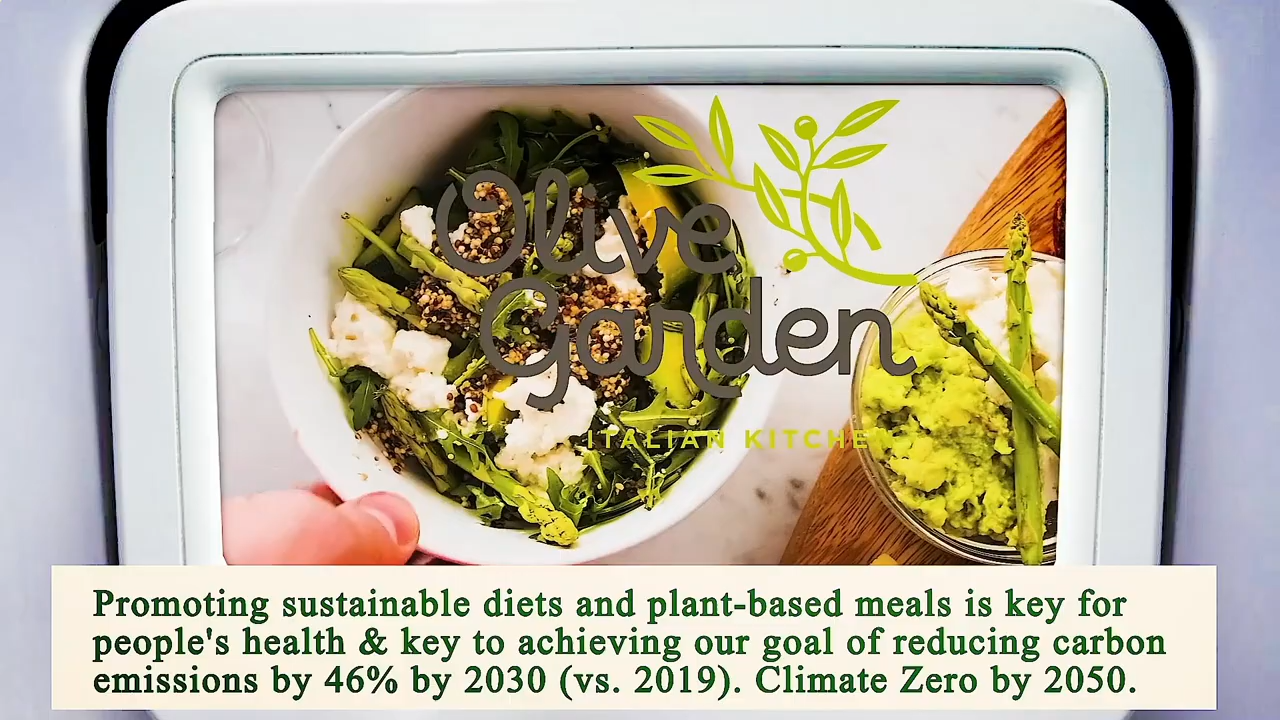 Olive
Garden
ITALIAN KITCHEN
Promoting sustainable diets and plant-based meals is key for
people's health & key to achieving our goal of reducing carbon
emissions by 46% by 2030 (vs. 2019). Climate Zero by 2050.